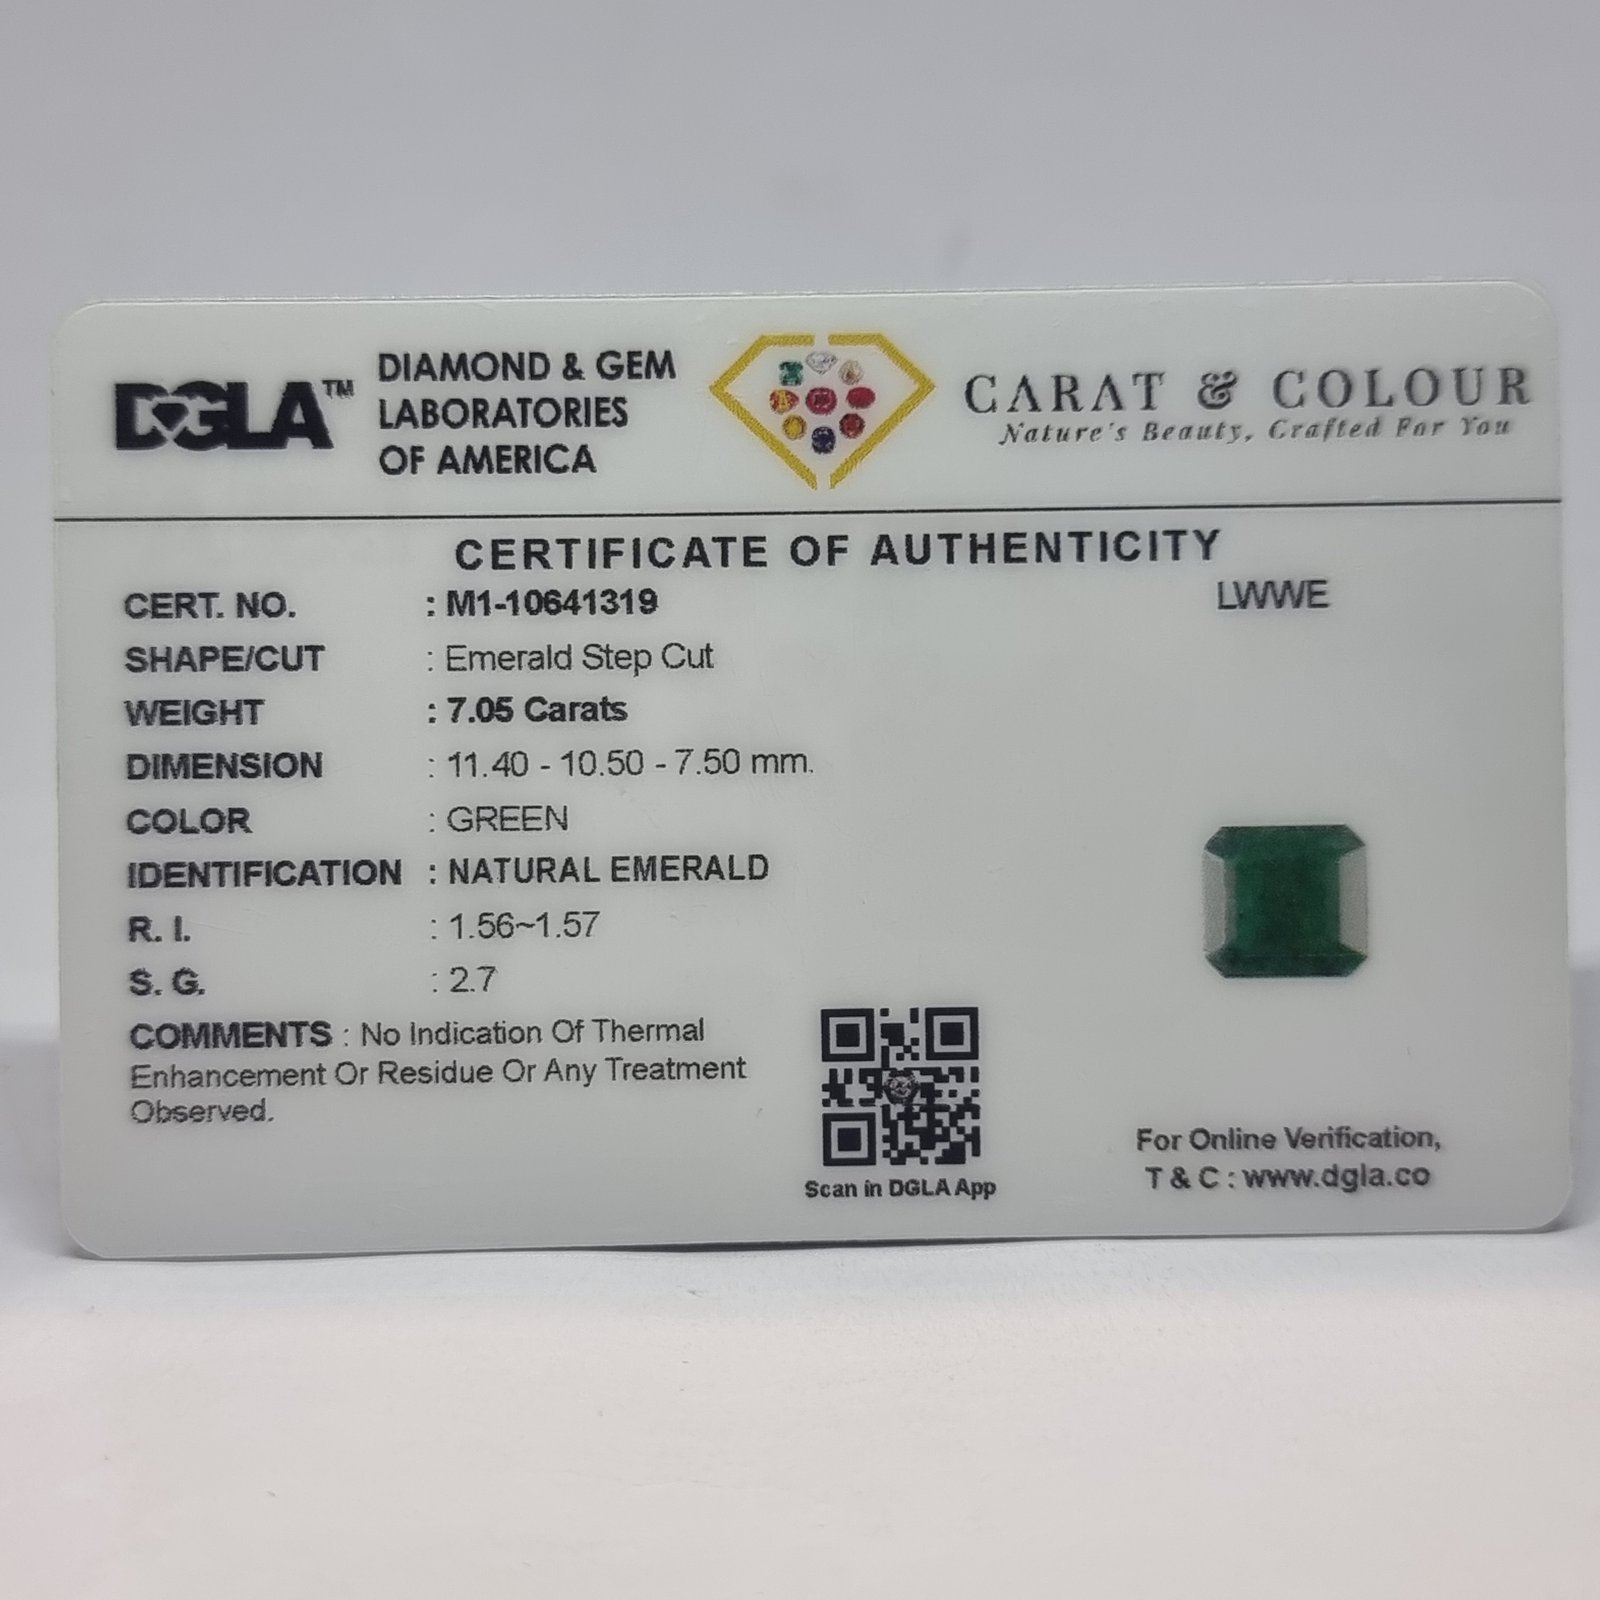 DGLA™
DIAMOND & GEM
LABORATORIES
OF AMERICA
CARAT & COLOUR
Nature's Beauty, Crafted For You
CERTIFICATE OF AUTHENTICITY
CERT. NO. : M1-10641319
LWWE
SHAPE/CUT : Emerald Step Cut
WEIGHT : 7.05 Carats
DIMENSION : 11.40 - 10.50 - 7.50 mm.
COLOR : GREEN
IDENTIFICATION : NATURAL EMERALD
R. I. : 1.56~1.57
S. G. : 2.7
COMMENTS : No Indication Of Thermal
Enhancement Or Residue Or Any Treatment
Observed.
Scan in DGLA App
For Online Verification,
T & C : www.dgla.co